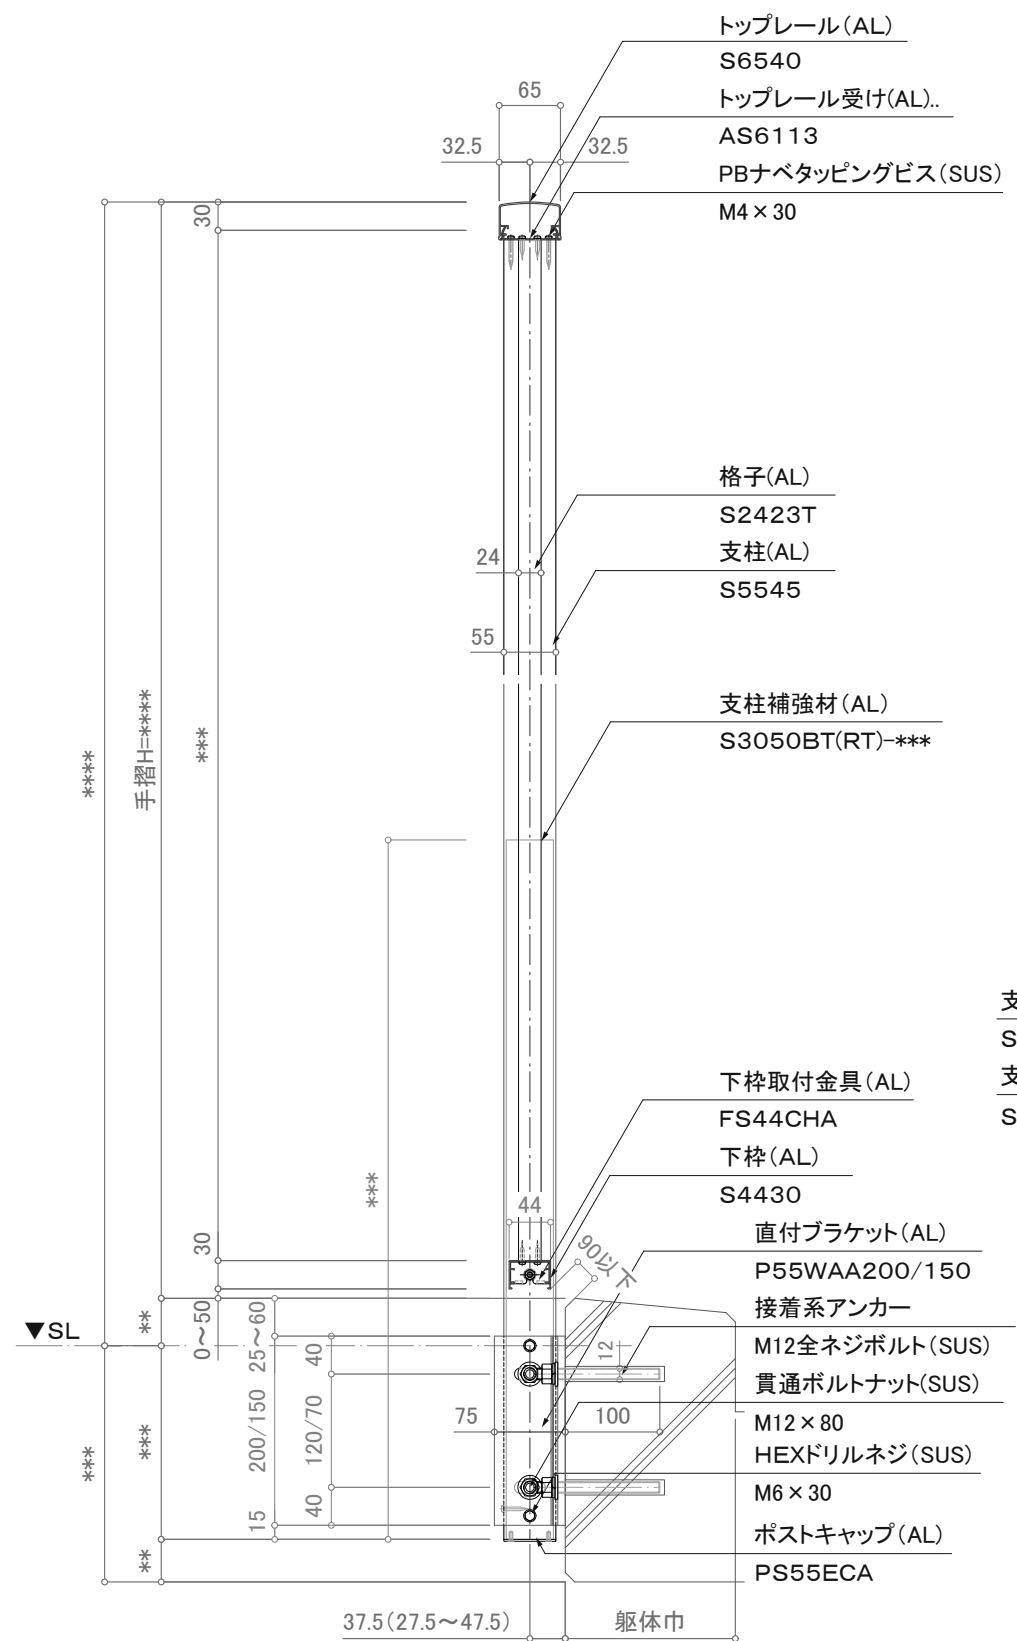 トップレール(AL)
S6540
65
トップレール受け(AL)..
AS6113
32.5
32.5
PBナベタッピングビス(SUS)
M4×30
30
格子(AL)
S2423T
24
支柱(AL)
S5545
55
支柱補強材(AL)
S3050BT(RT)-***
****
手摺H=****
***
支
S
支
S
下枠取付金具(AL)
FS44CHA
下枠(AL)
S4430
***
44
30
90以下
直付ブラケット(AL)
P55WAA200/150
接着系アンカー
M12全ネジボルト(SUS)
▼SL
**
0~50
25~60
40
12
貫通ボルトナット(SUS)
M12×80
75
100
***
***
200/150
120/70
HEXドリルネジ(SUS)
M6×30
15
40
ポストキャップ(AL)
PS55ECA
**
37.5(27.5~47.5)
躯体巾